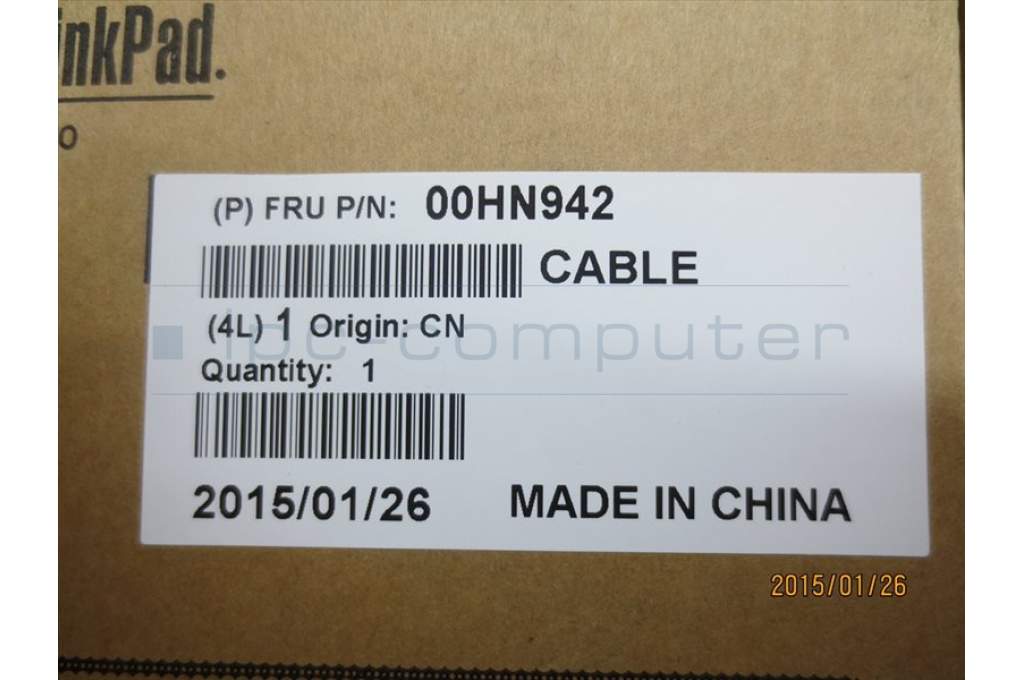 inkPad.
o
(P) FRU P/N: 00HN942
CABLE
(4L) 1 Origin: CN
ipc-computer
Quantity: 1
2015/01/26 MADE IN CHINA
2015/01/26